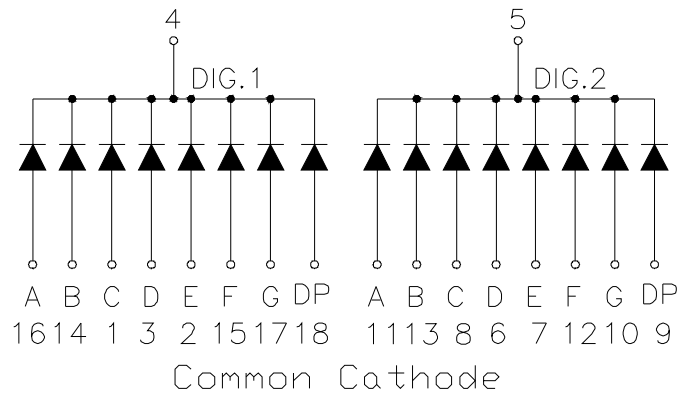 4 5
DIG.1 DIG.2
A B C D E F G DP A B C D E F G DP
16 14 1 3 2 15 17 18 11 13 8 6 7 12 10 9
Common Cathode